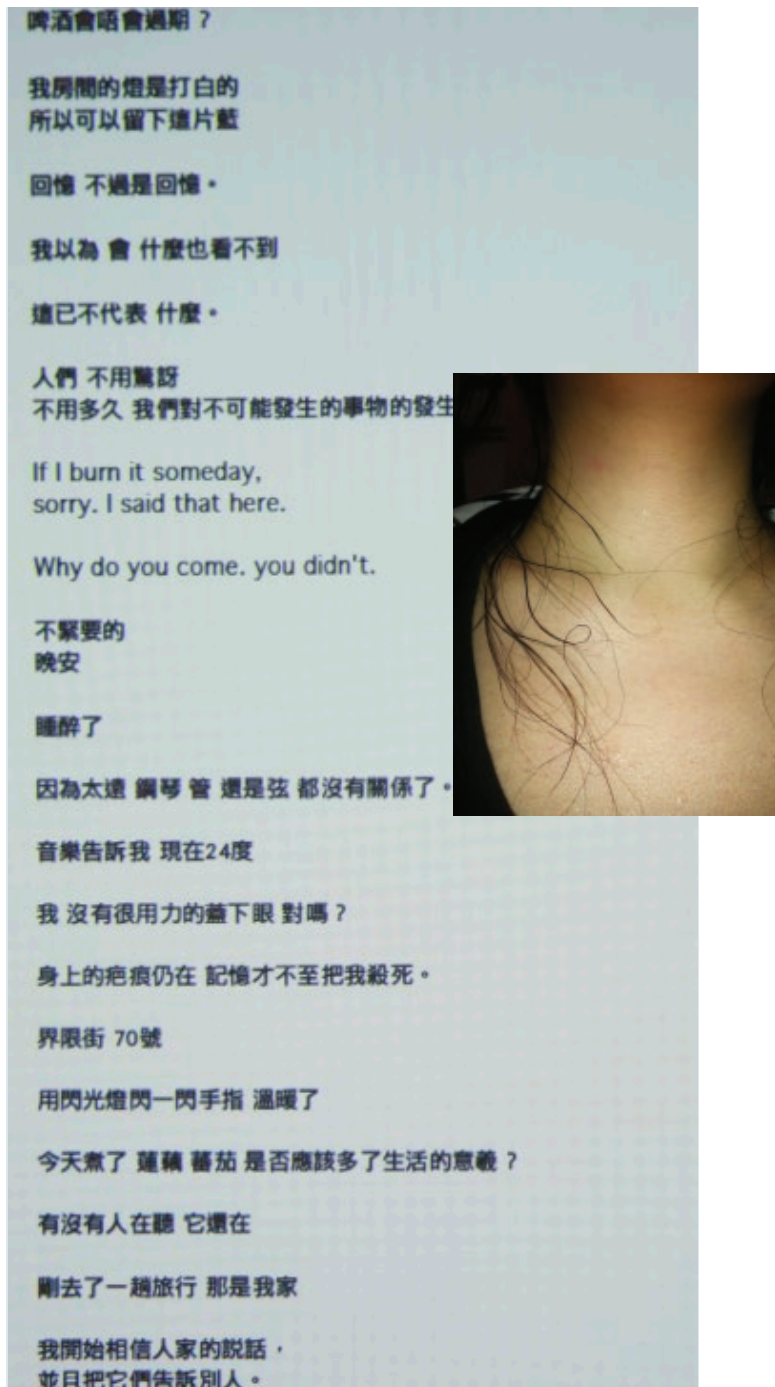 啤酒會唔會過期？
我房間的燈是打白的
所以可以留下這片藍
回憶 不過是回憶。
我以為 會 什麼也看不到
這已不代表 什麼。
人們 不用驚訝
不用多久 我們對不可能發生的事物的發生
If I burn it someday,
sorry. I said that here.
Why do you come. you didn't.
不緊要的
晚安
睡醉了
因為太遠 鋼琴 管 還是弦 都沒有關係了。
音樂告訴我 現在24度
我 沒有很用力的蓋下眼 對嗎？
身上的疤痕仍在 記憶才不至把我殺死。
界限街 70號
用閃光燈閃一閃手指 溫暖了
今天煮了 蓮藕 蕃茄 是否應該多了生活的意義？
有沒有人在聽 它還在
剛去了一趟旅行 那是我家
我開始相信人家的說話，
並且把它們告訴別人。